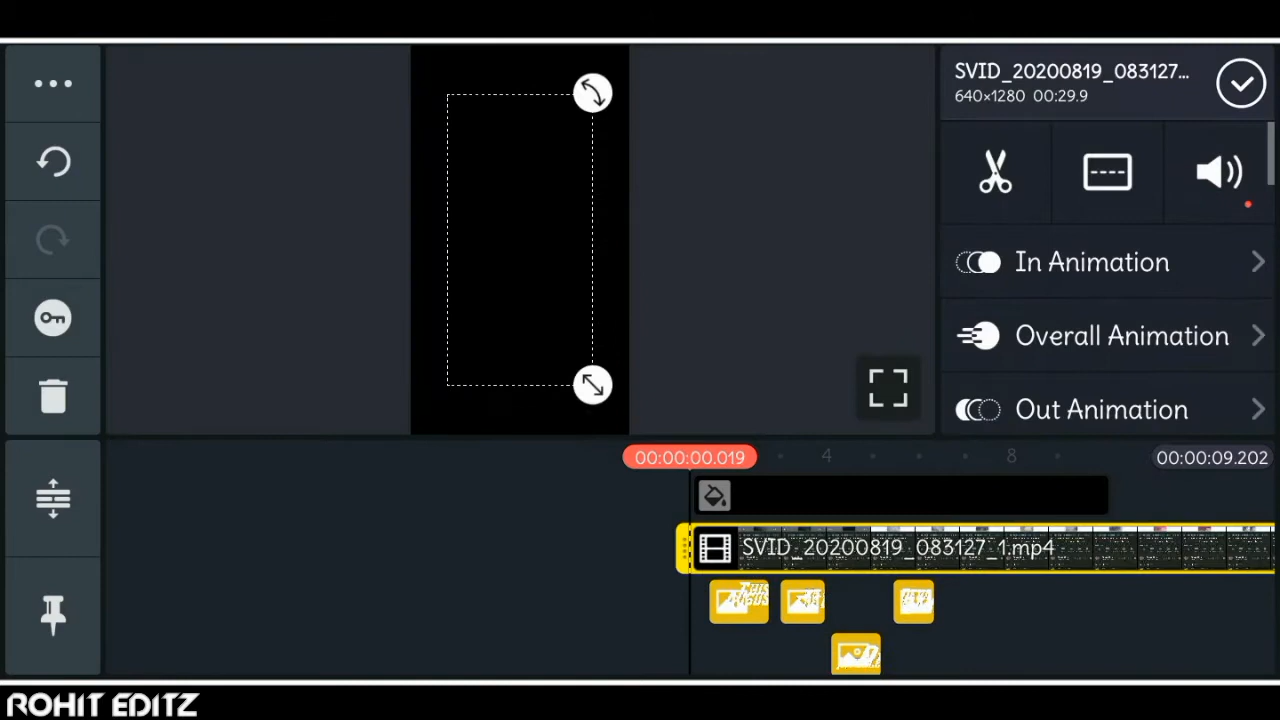 SVID_20200819_083127...
640×1280 00:29.9
In Animation
Overall Animation
Out Animation
00:00:00.019
4
8
00:00:09.202
SVID_20200819_083127_1.mp4
ROHIT EDITZ